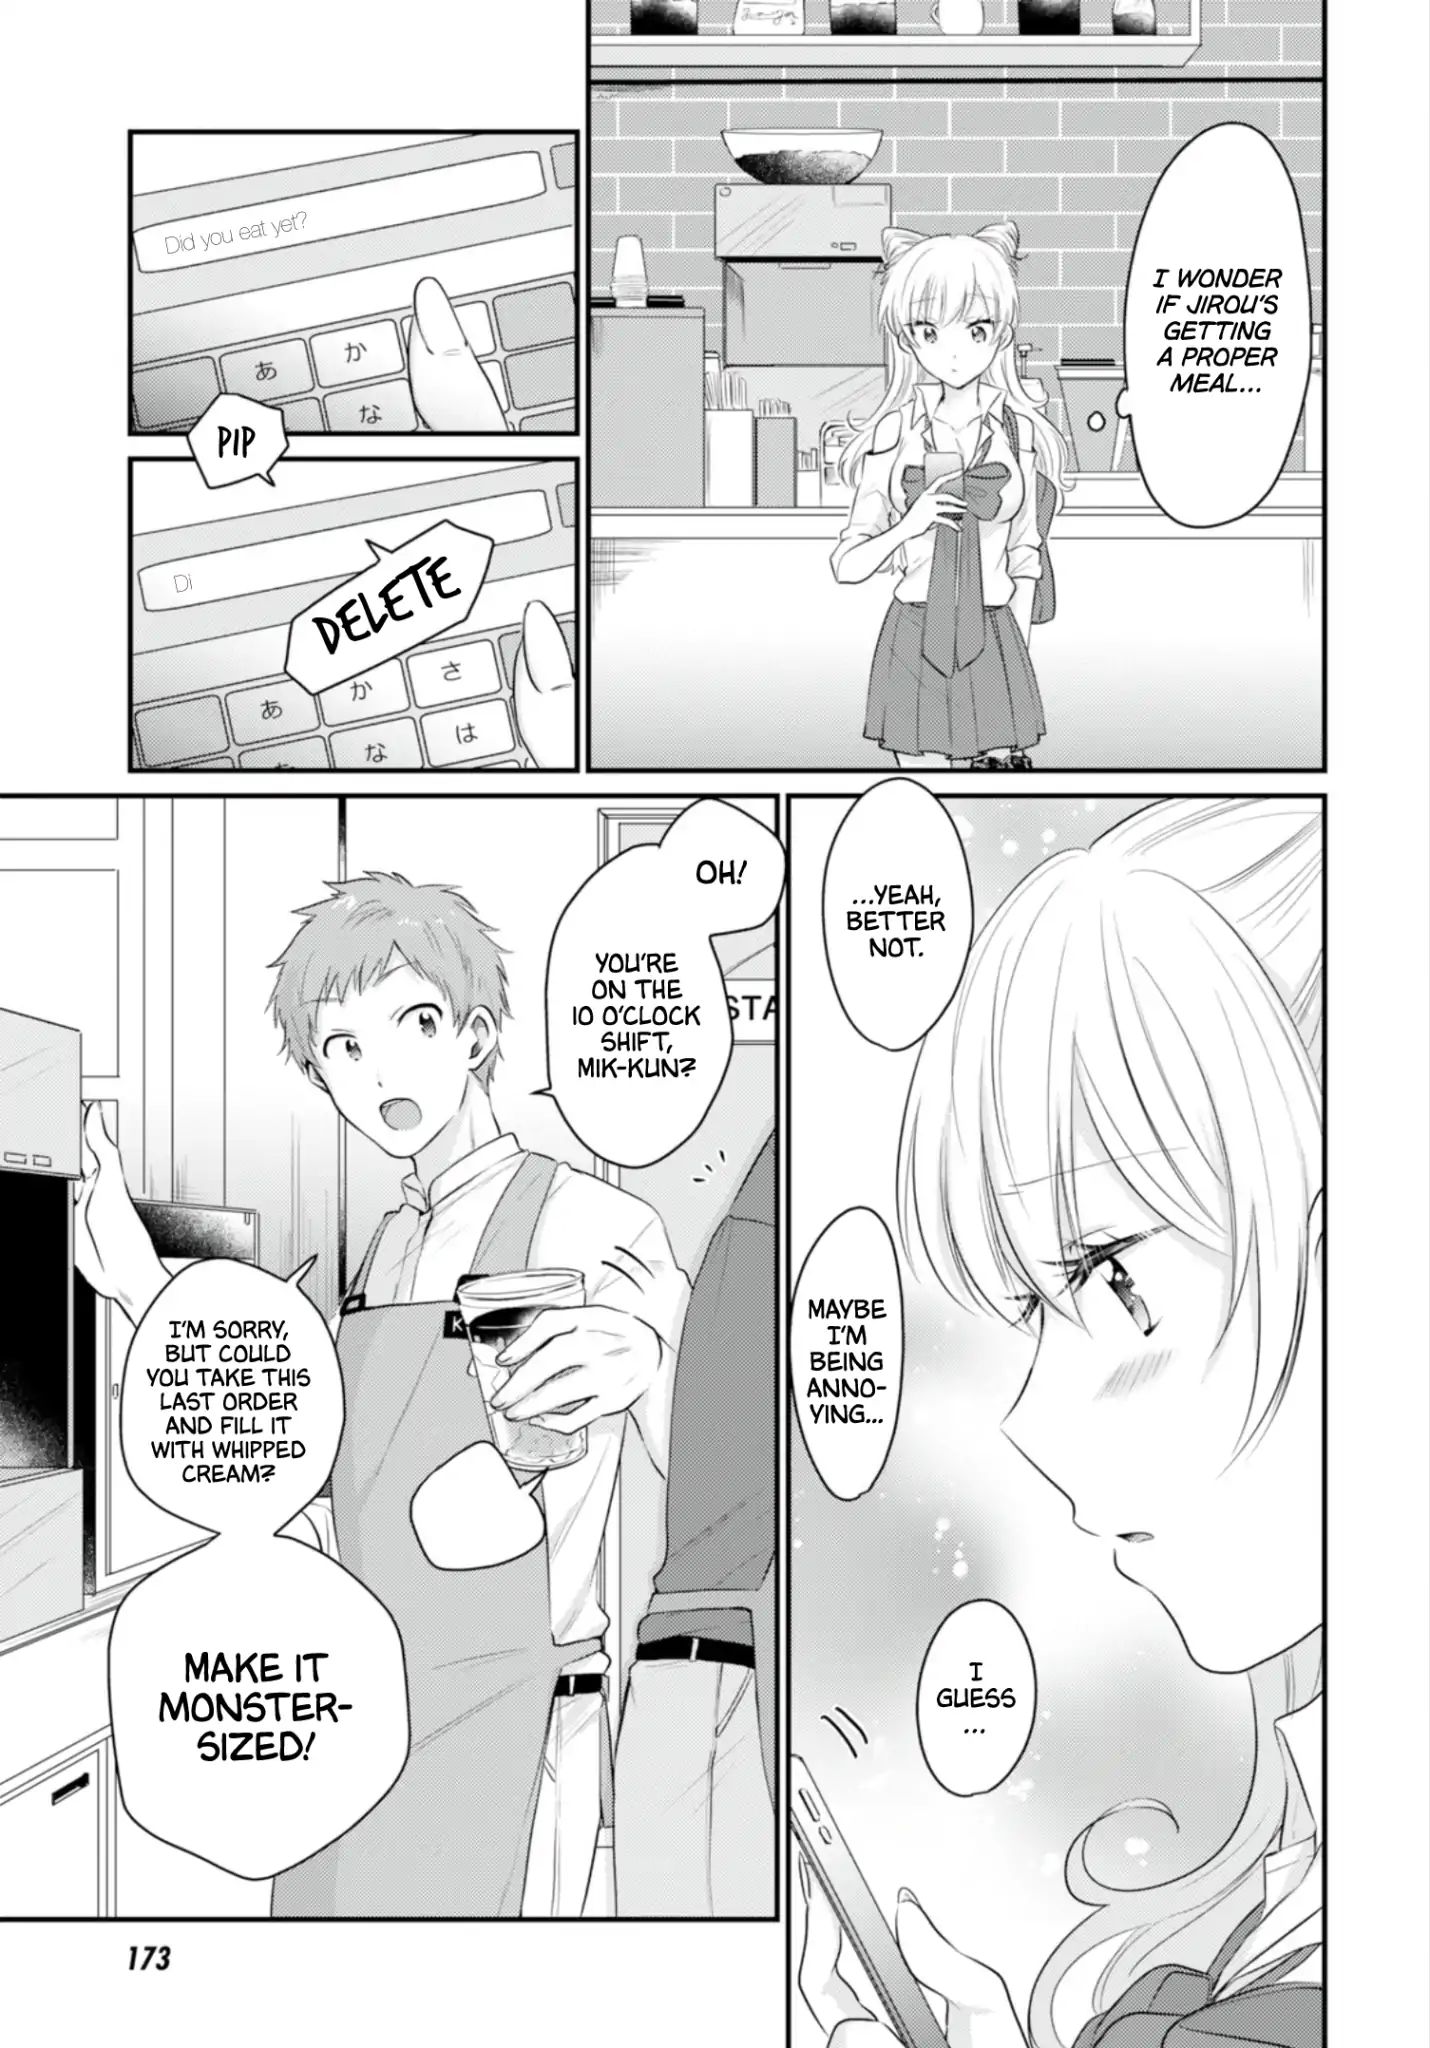 I WONDER
IF JIROU'S
GETTING
A PROPER
MEAL...
Did you eat yet?
あ
か
な
PIP
Di
DELETE
あ
か
さ
な
は
...YEAH,
BETTER
NOT.
MAYBE
I'M
BEING
ANNO-
YING...
I
GUESS
...
OH!
YOU'RE
ON THE
10 O'CLOCK
SHIFT,
MIK-KUN?
STA
K
I'M SORRY,
BUT COULD
YOU TAKE THIS
LAST ORDER
AND FILL IT
WITH WHIPPED
CREAM?
MAKE IT
MONSTER-
SIZED!
173